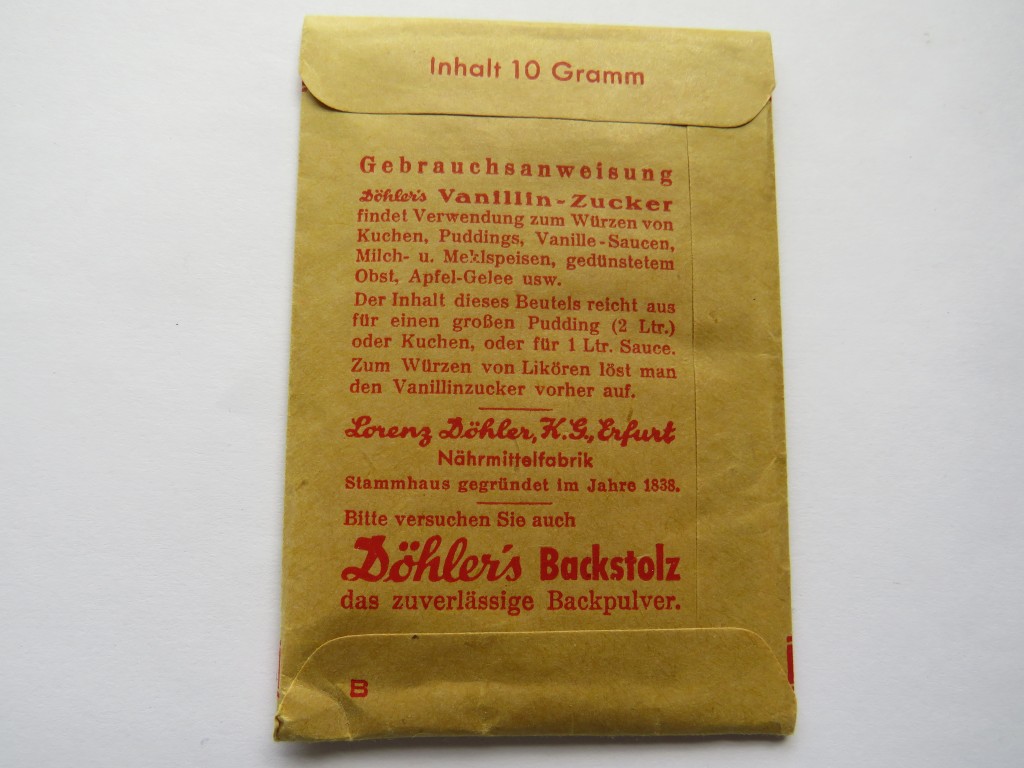 Inhalt 10 Gramm
Gebrauchsanweisung
Döhler's Vanillin-Zucker
findet Verwendung zum Würzen von
Kuchen, Puddings, Vanille-Saucen,
Milch- u. Mehlspeisen, gedünstetem
Obst, Apfel-Gelee usw.
Der Inhalt dieses Beutels reicht aus
für einen großen Pudding (2 Ltr.)
oder Kuchen, oder für 1 Ltr. Sauce.
Zum Würzen von Likören löst man
den Vanillinzucker vorher auf.
Lorenz Döhler, K.G., Erfurt
Nährmittelfabrik
Stammhaus gegründet im Jahre 1838.
Bitte versuchen Sie auch
Döhler's Backstolz
das zuverlässige Backpulver.
B